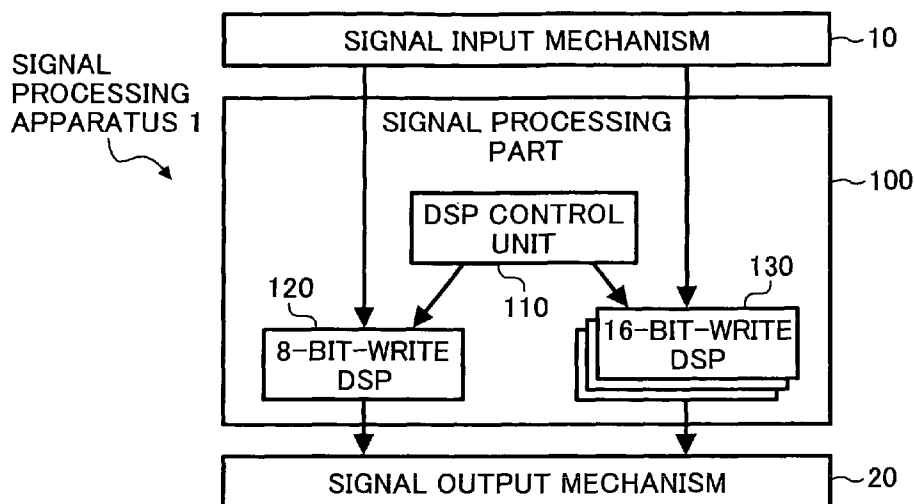 SIGNAL INPUT MECHANISM
10
SIGNAL
PROCESSING
APPARATUS 1
SIGNAL PROCESSING
PART
100
DSP CONTROL
UNIT
110
120
8-BIT-WRITE
DSP
130
16-BIT-WRITE
DSP
SIGNAL OUTPUT MECHANISM
20